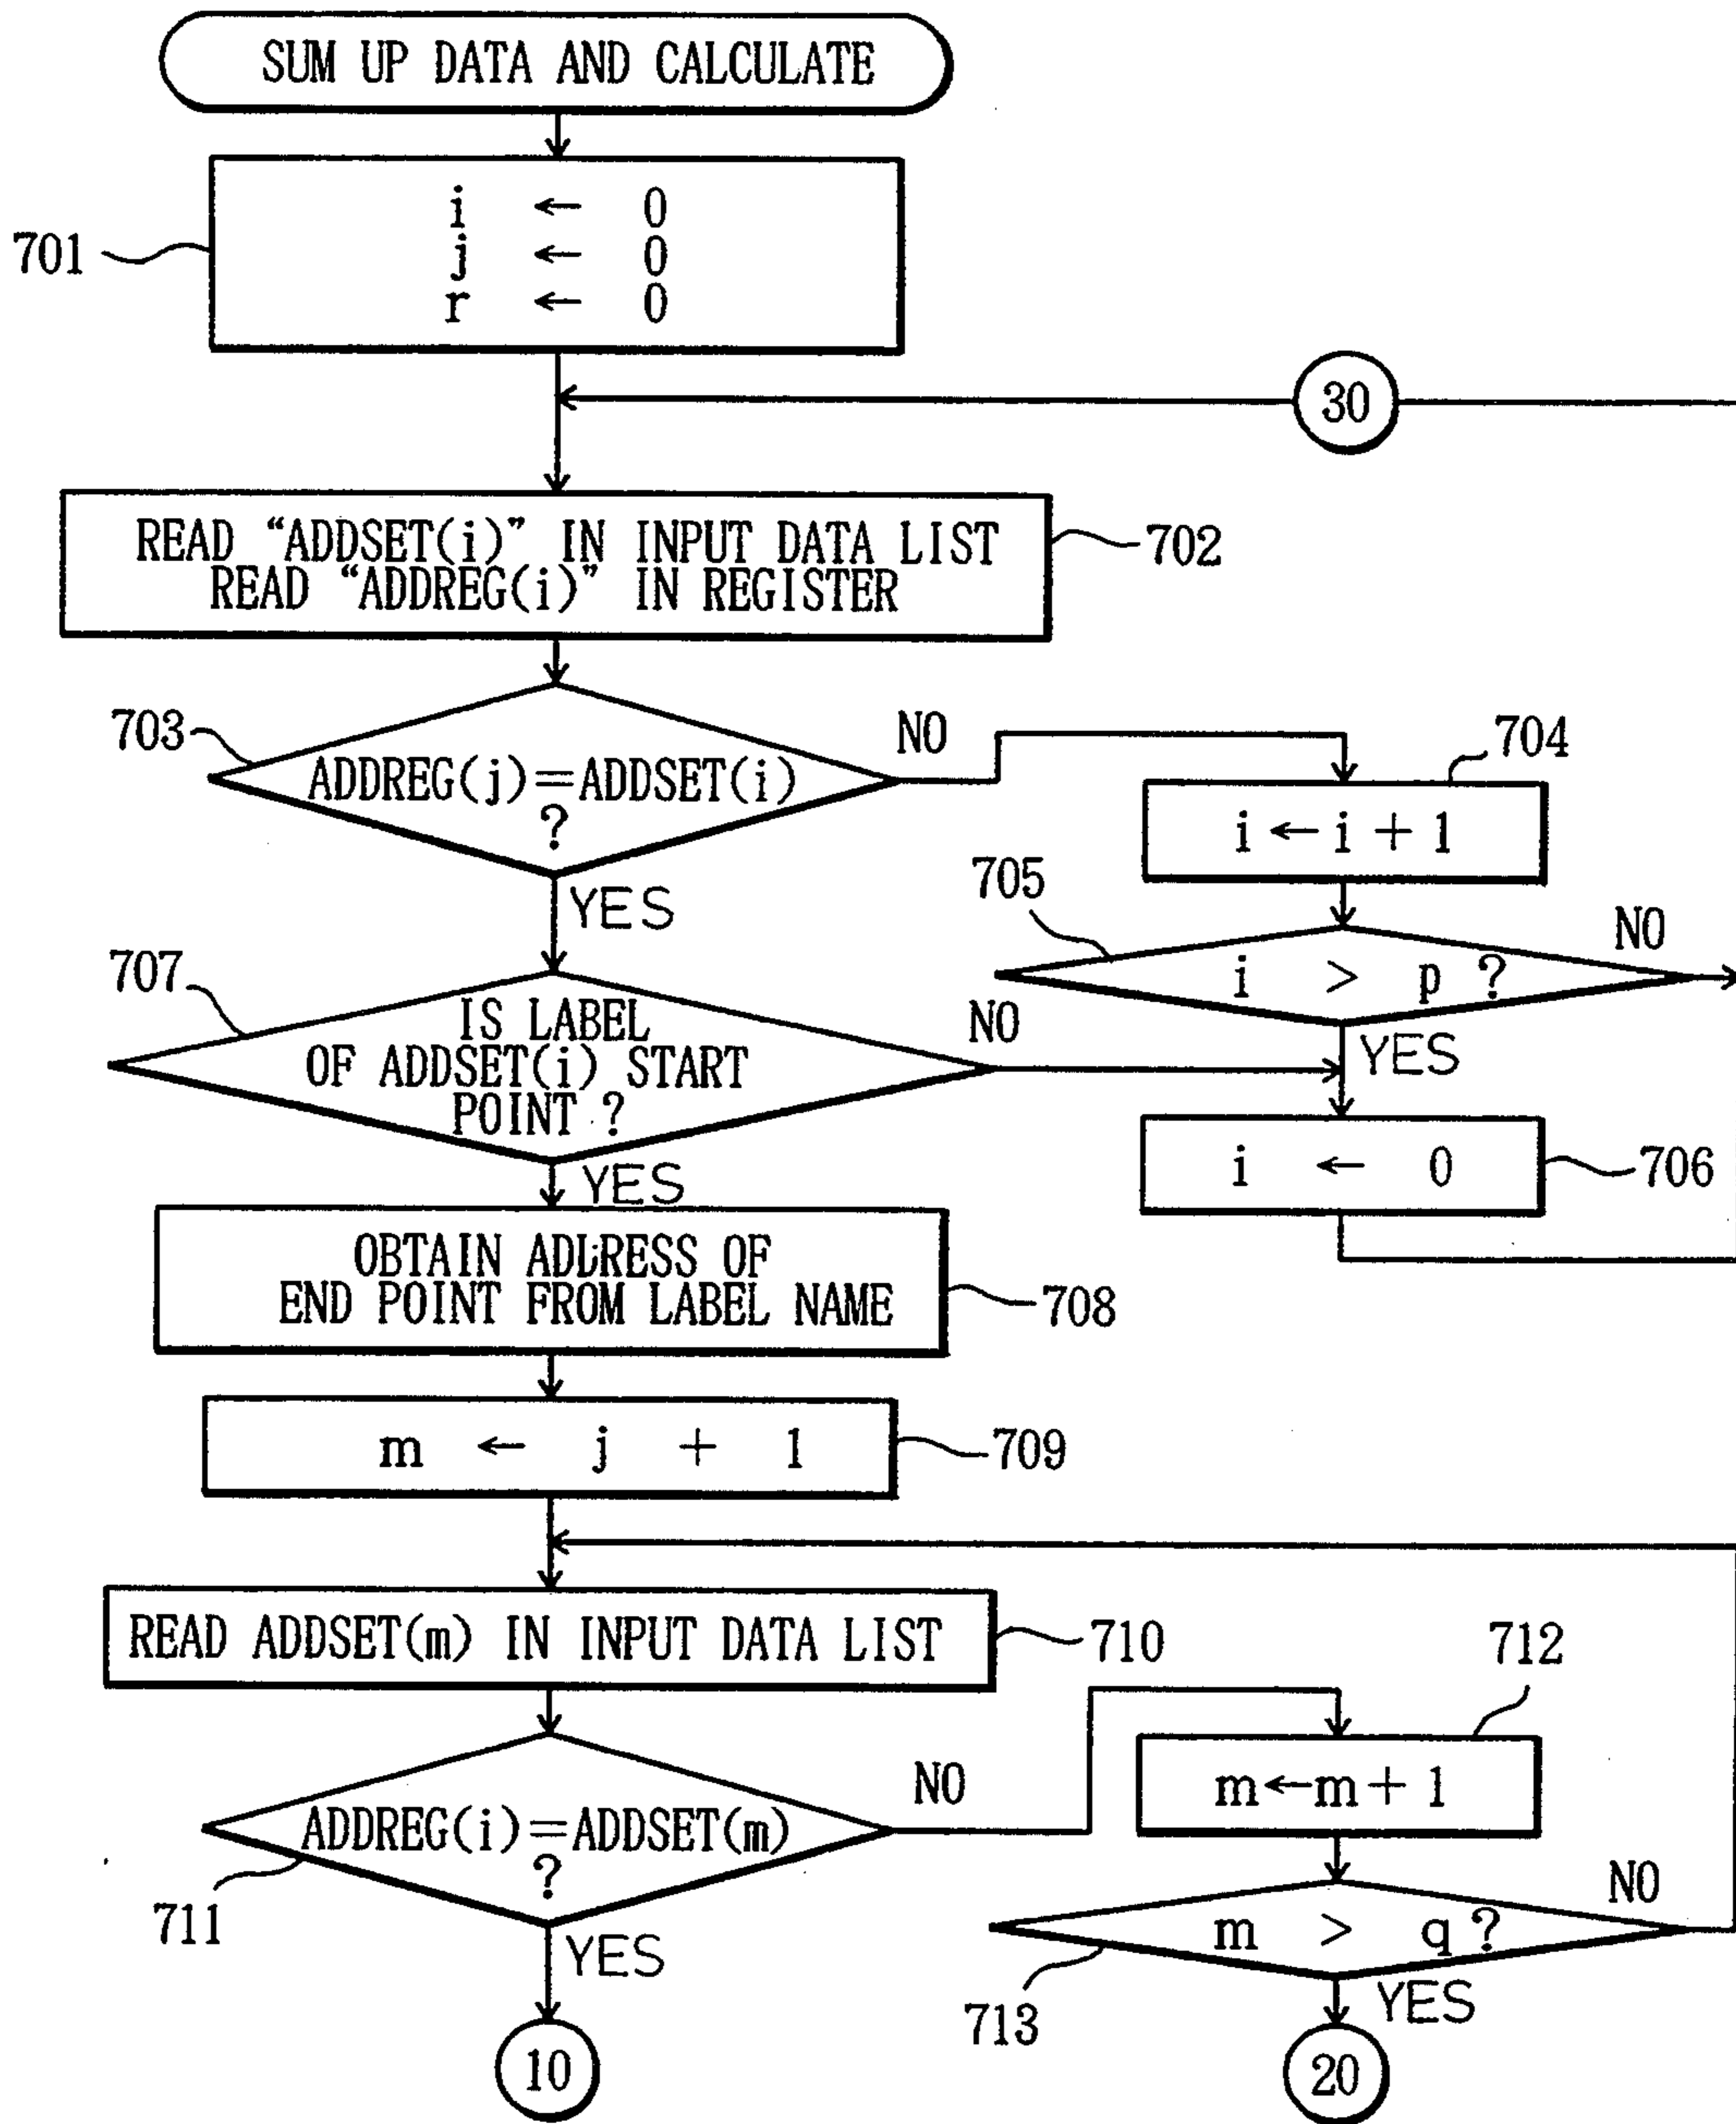 SUM UP DATA AND CALCULATE
701
i ← 0
j ← 0
r ← 0
30
READ “ADDSET(i)” IN INPUT DATA LIST
READ “ADDREG(i)” IN REGISTER
702
703
ADDREG(j)=ADDSET(i)
?
NO
YES
704
i ← i + 1
705
i > p ?
NO
YES
707
IS LABEL
OF ADDSET(i) START
POINT ?
NO
YES
i ← 0
706
OBTAIN ADDRESS OF
END POINT FROM LABEL NAME
708
m ← j + 1
709
READ ADDSET(m) IN INPUT DATA LIST
710
711
ADDREG(i)=ADDSET(m)
?
NO
YES
712
m←m + 1
713
m > q ?
NO
YES
10
20